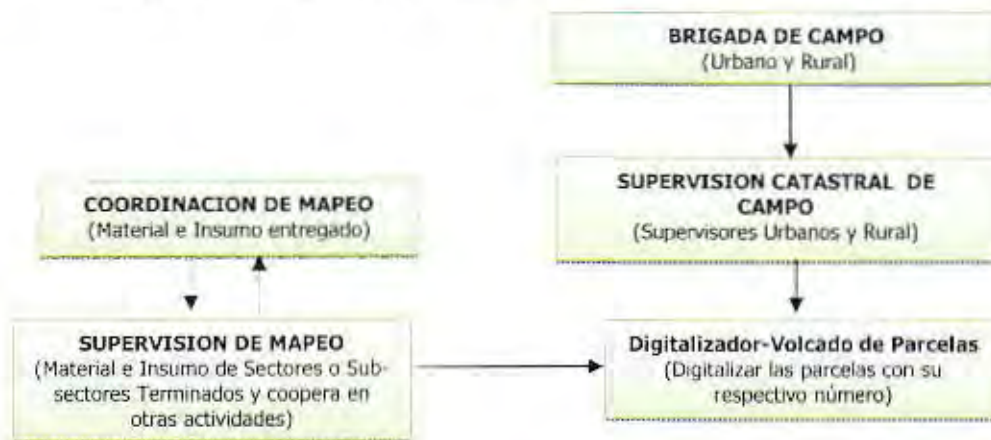 BRIGADA DE CAMPO
(Urbano y Rural)
SUPERVISION CATASTRAL DE
CAMPO
(Supervisores Urbanos y Rural)
COORDINACION DE MAPEO
(Material e Insumo entregado)
SUPERVISION DE MAPEO
(Material e Insumo de Sectores o Sub-
sectores Terminados y coopera en
otras actividades)
Digitalizador-Volcado de Parcelas
(Digitalizar las parcelas con su
respectivo número)